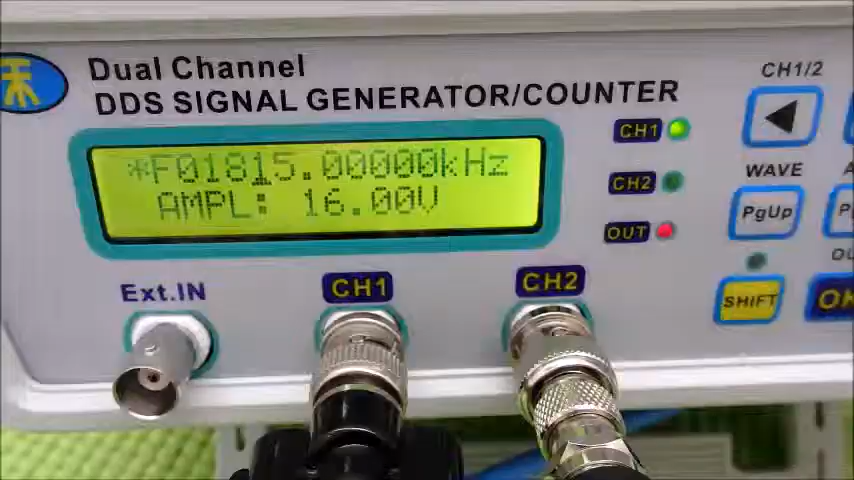 Dual Channel
DDS SIGNAL GENERATOR/COUNTER
CH1/2
*F01815.00000kHz
AMPL: 16.00V
CH1
CH2
OUT
WAVE
PgUp
SHIFT
OK
Ext.IN
CH1
CH2